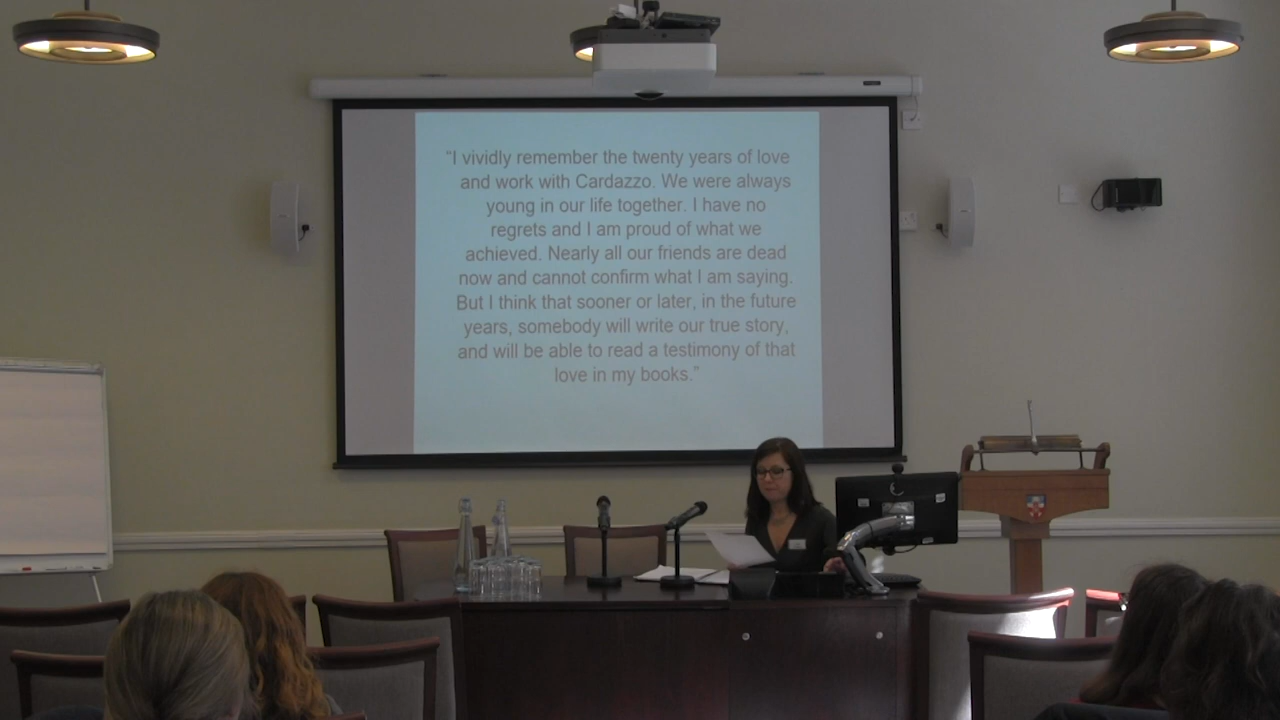 “I vividly remember the twenty years of love
and work with Cardazzo. We were always
young in our life together. I have no
regrets and I am proud of what we
achieved. Nearly all our friends are dead
now and cannot confirm what I am saying.
But I think that sooner or later, in the future
years, somebody will write our true story,
and will be able to read a testimony of that
love in my books.”